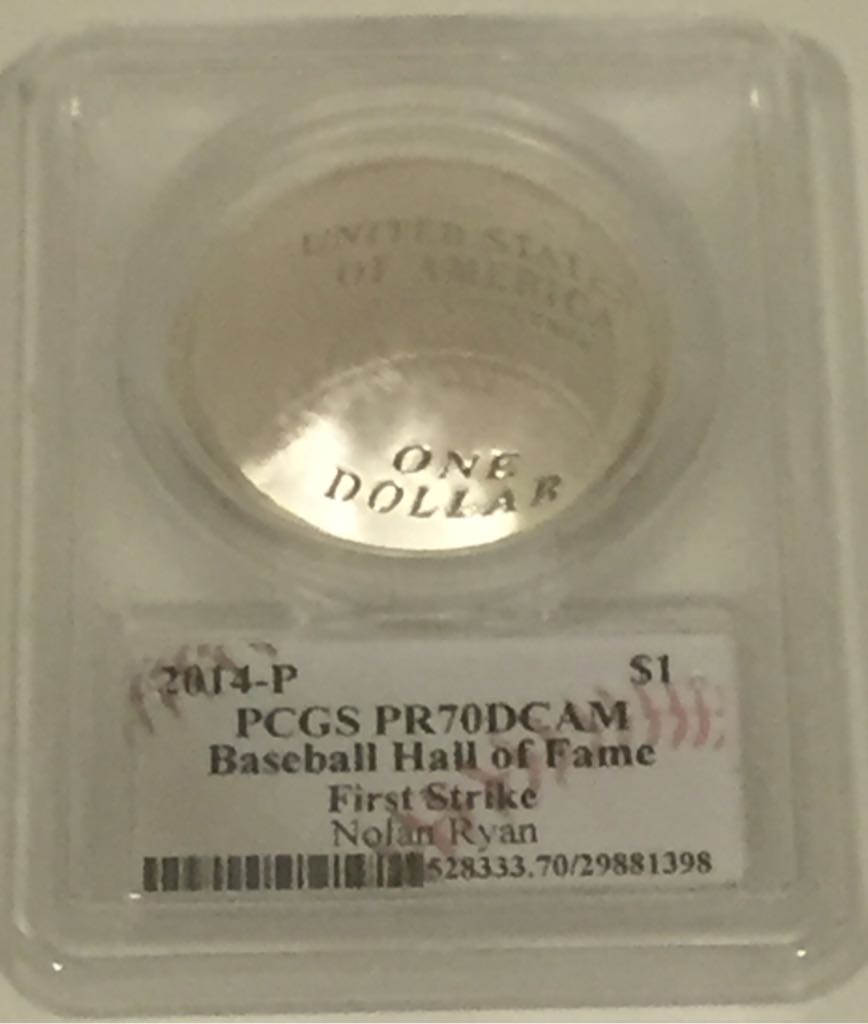 UNITED STATES
OF AMERICA
ONE
DOLLAR
2014-P $1
PCGS PR70DCAM
Baseball Hall of Fame
First Strike
Nolan Ryan
528333.70/29881398